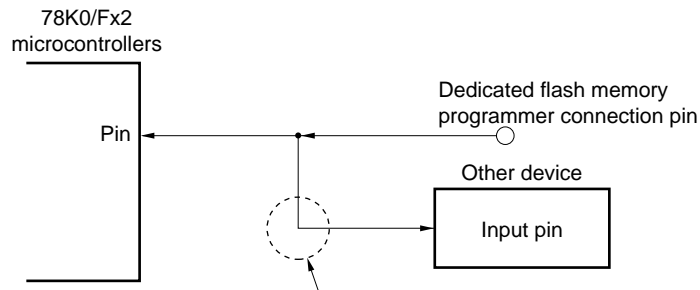 78K0/Fx2
microcontrollers
Pin
Dedicated flash memory
programmer connection pin
Other device
Input pin